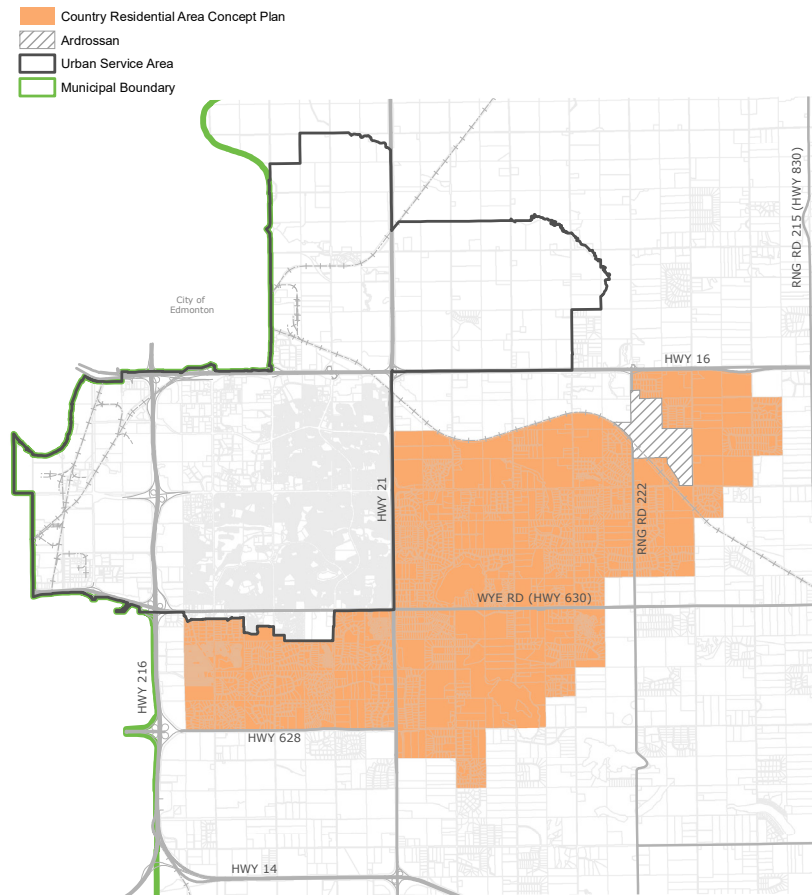 Country Residential Area Concept Plan
Ardrossan
Urban Service Area
Municipal Boundary
RNG RD 215 (HWY 830)
City of
Edmonton
HWY 16
HWY 21
RNG RD 222
WYE RD (HWY 630)
HWY 216
HWY 628
HWY 14